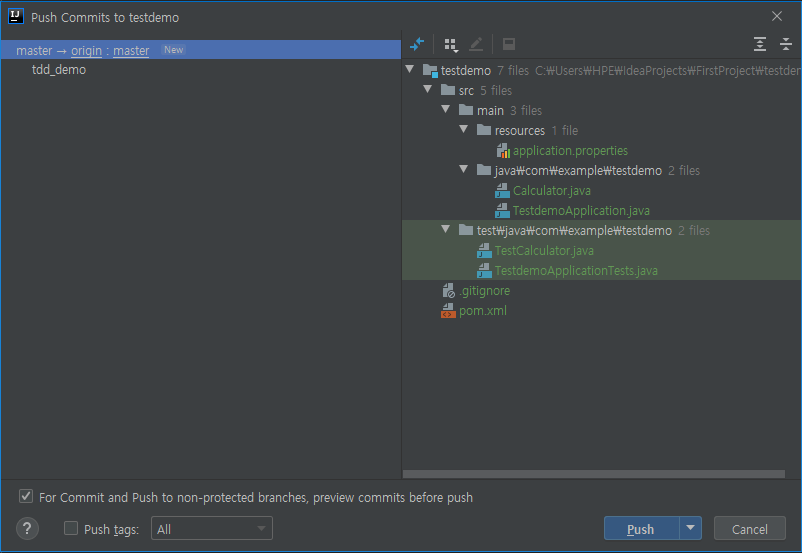 Push Commits to testdemo
master → origin : master New
tdd_demo
testdemo 7 files C:₩Users₩HPE₩IdeaProjects₩FirstProject₩testden
src 5 files
main 3 files
resources 1 file
application.properties
java₩com₩example₩testdemo 2 files
Calculator.java
TestdemoApplication.java
test₩java₩com₩example₩testdemo 2 files
TestCalculator.java
TestdemoApplicationTests.java
.gitignore
pom.xml
For Commit and Push to non-protected branches, preview commits before push
? Push tags: All Push Cancel